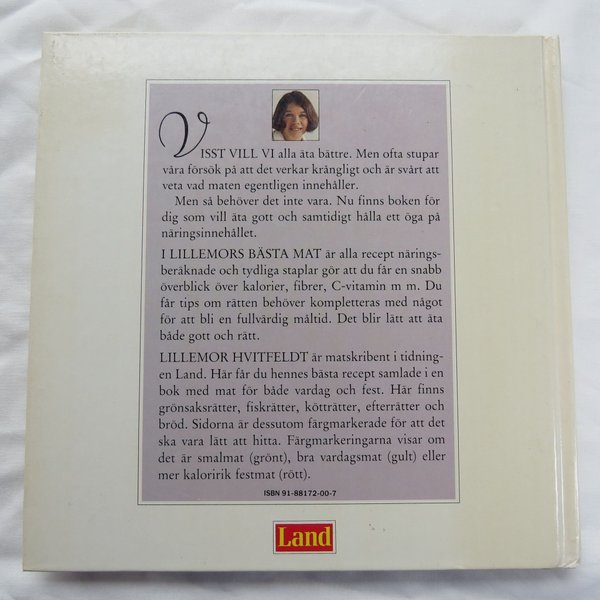 VISST VILL VI alla äta bättre. Men ofta stupar
våra försök på att det verkar krångligt och är svårt att
veta vad maten egentligen innehåller.
Men så behöver det inte vara. Nu finns boken för
dig som vill äta gott och samtidigt hålla ett öga på
näringsinnehållet.
I LILLEMORS BÄSTA MAT är alla recept närings-
beräknade och tydliga staplar gör att du får en snabb
överblick över kalorier, fibrer, C-vitamin m m. Du
får tips om rätten behöver kompletteras med något
för att bli en fullvärdig måltid. Det blir lätt att äta
både gott och rätt.
LILLEMOR HVITFELDT är matskribent i tidning-
en Land. Här får du hennes bästa recept samlade i en
bok med mat för både vardag och fest. Här finns
grönsaksrätter, fiskrätter, kötträtter, efterrätter och
bröd. Sidorna är dessutom färgmarkerade för att det
ska vara lätt att hitta. Färgmarkeringarna visar om
det är smalmat (grönt), bra vardagsmat (gult) eller
mer kaloririk festmat (rött).
ISBN 91-88172-00-7
Land